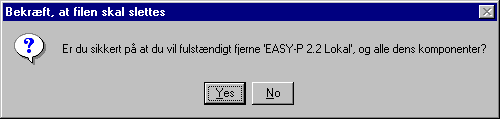 Bekræft, at filen skal slettes
Er du sikkert på at du vil fulstændigt fjerne 'EASY-P 2.2 Lokal', og alle dens komponenter?
Yes
No